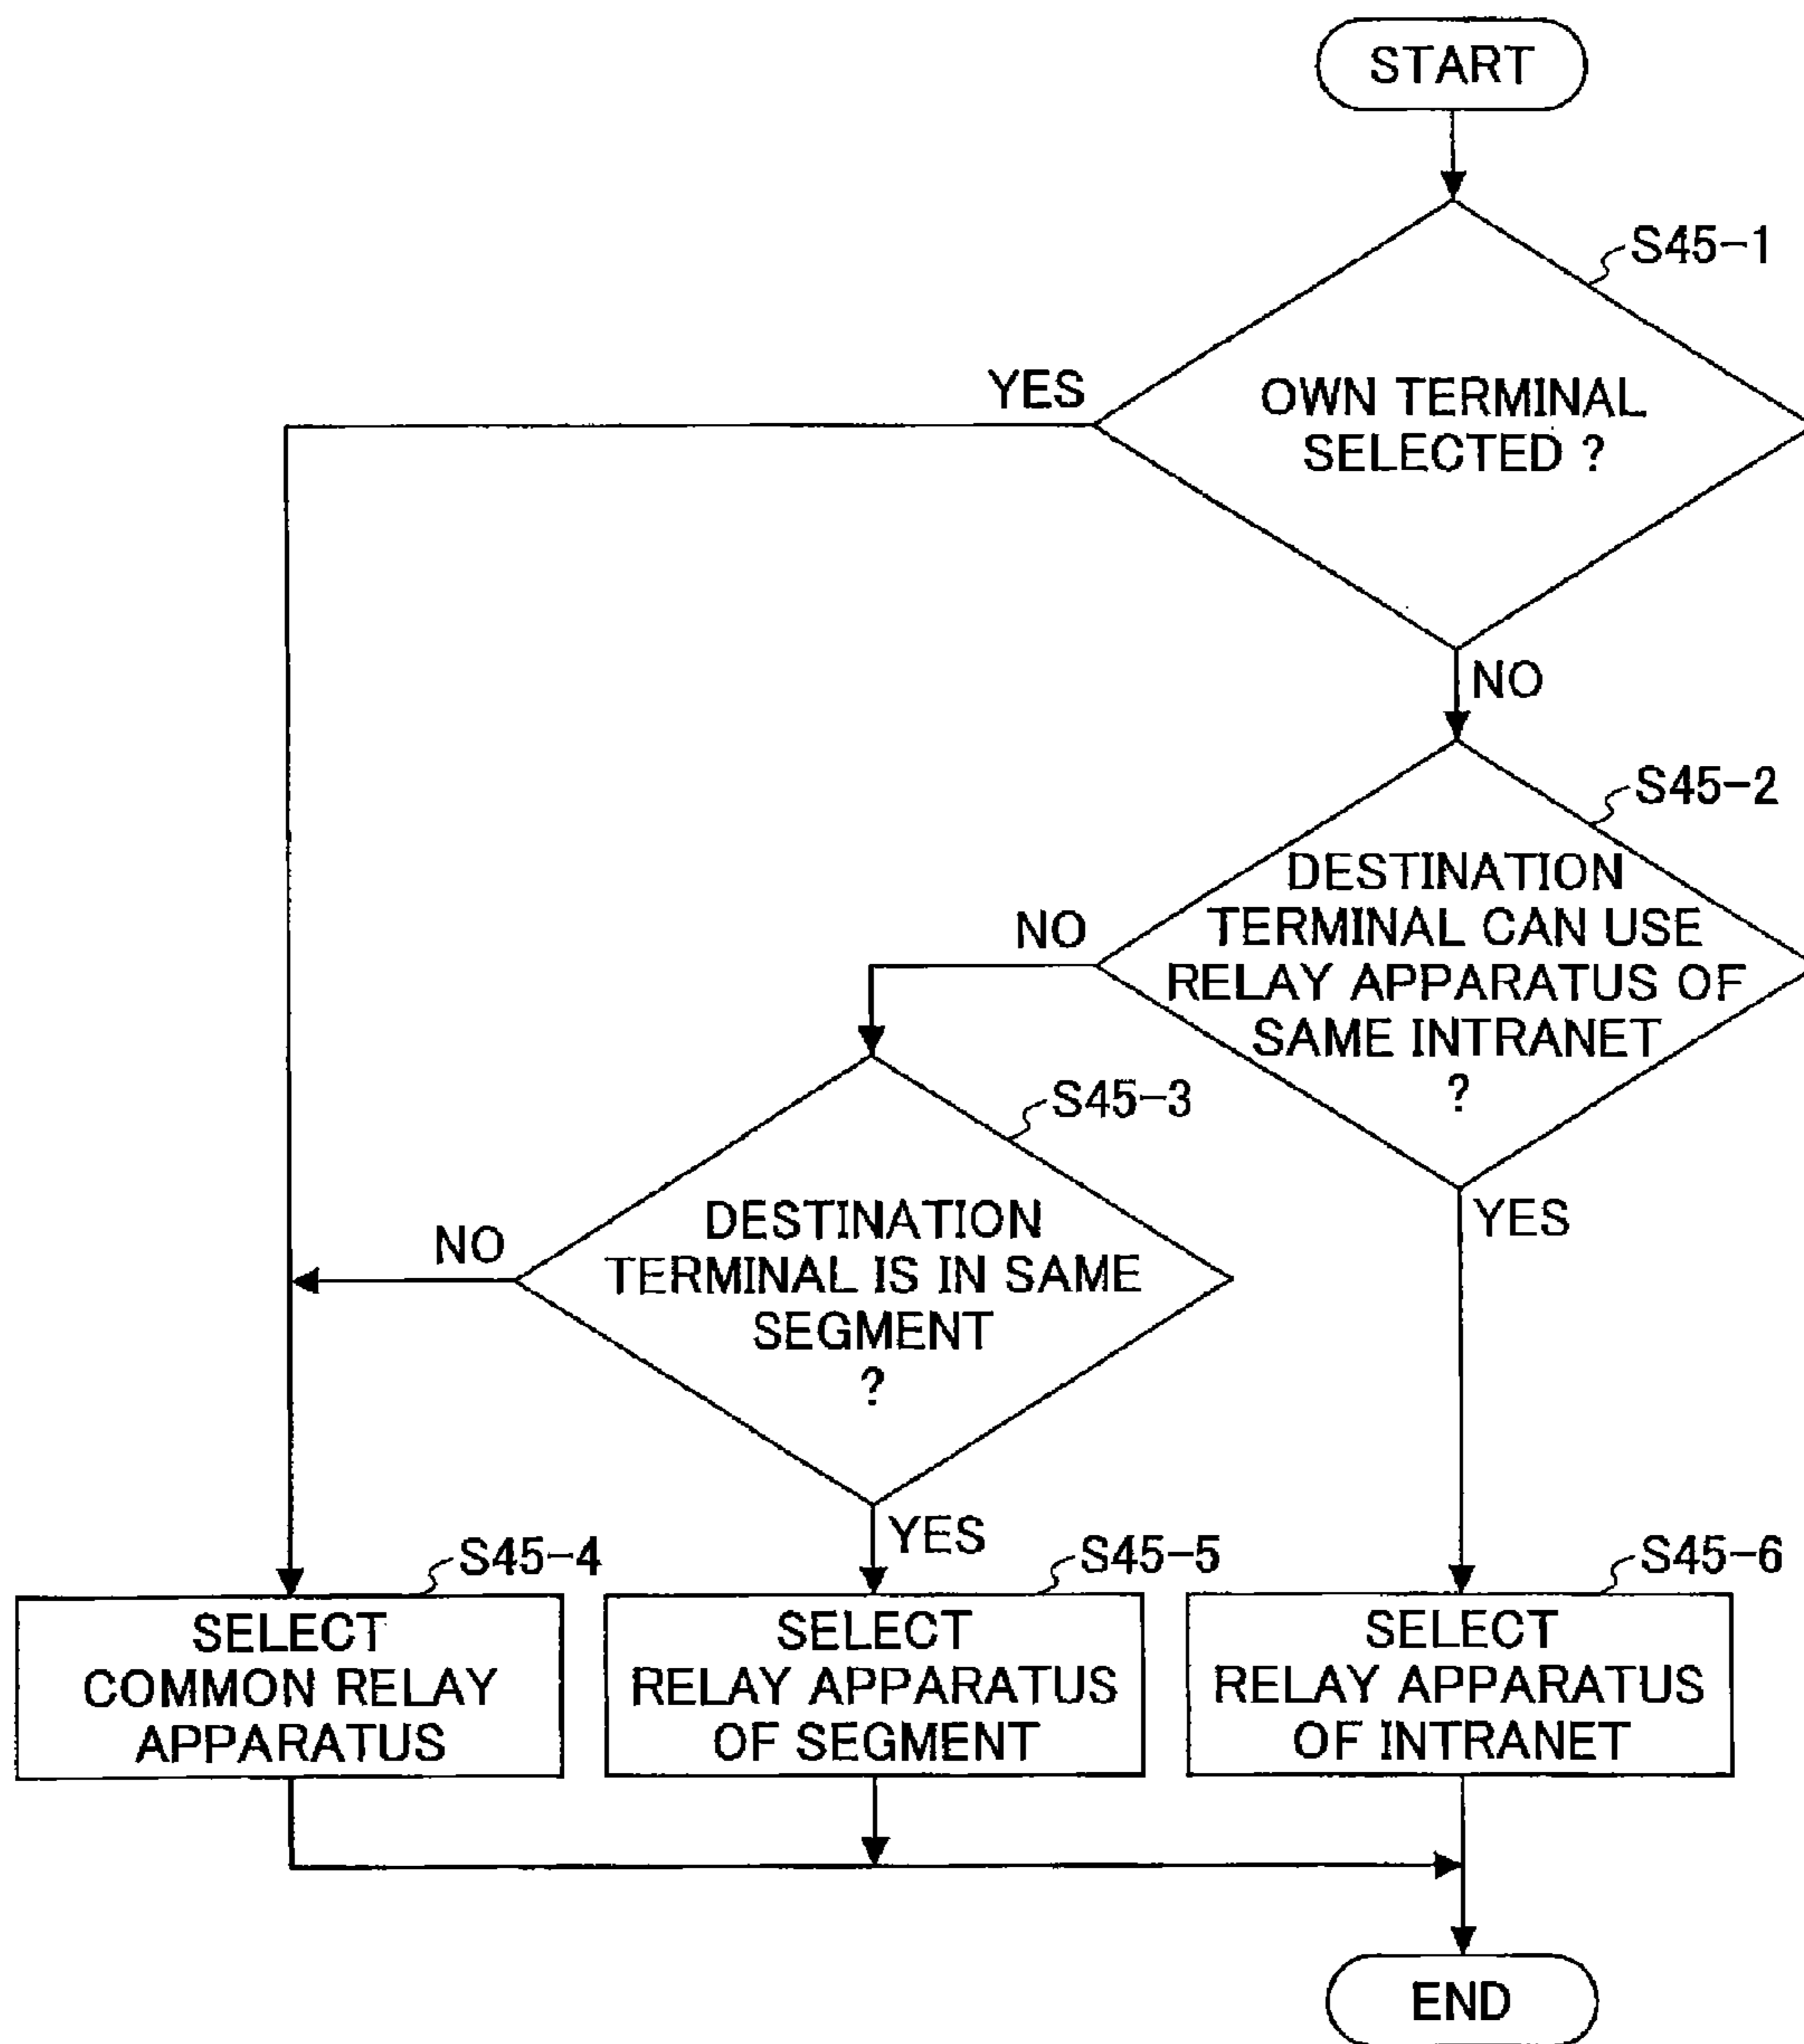 START
S45-1
YES
OWN TERMINAL
SELECTED ?
NO
S45-2
DESTINATION
TERMINAL CAN USE
RELAY APPARATUS OF
SAME INTRANET
?
NO
YES
S45-3
DESTINATION
TERMINAL IS IN SAME
SEGMENT
?
NO
YES
S45-4
SELECT
COMMON RELAY
APPARATUS
S45-5
SELECT
RELAY APPARATUS
OF SEGMENT
S45-6
SELECT
RELAY APPARATUS
OF INTRANET
END